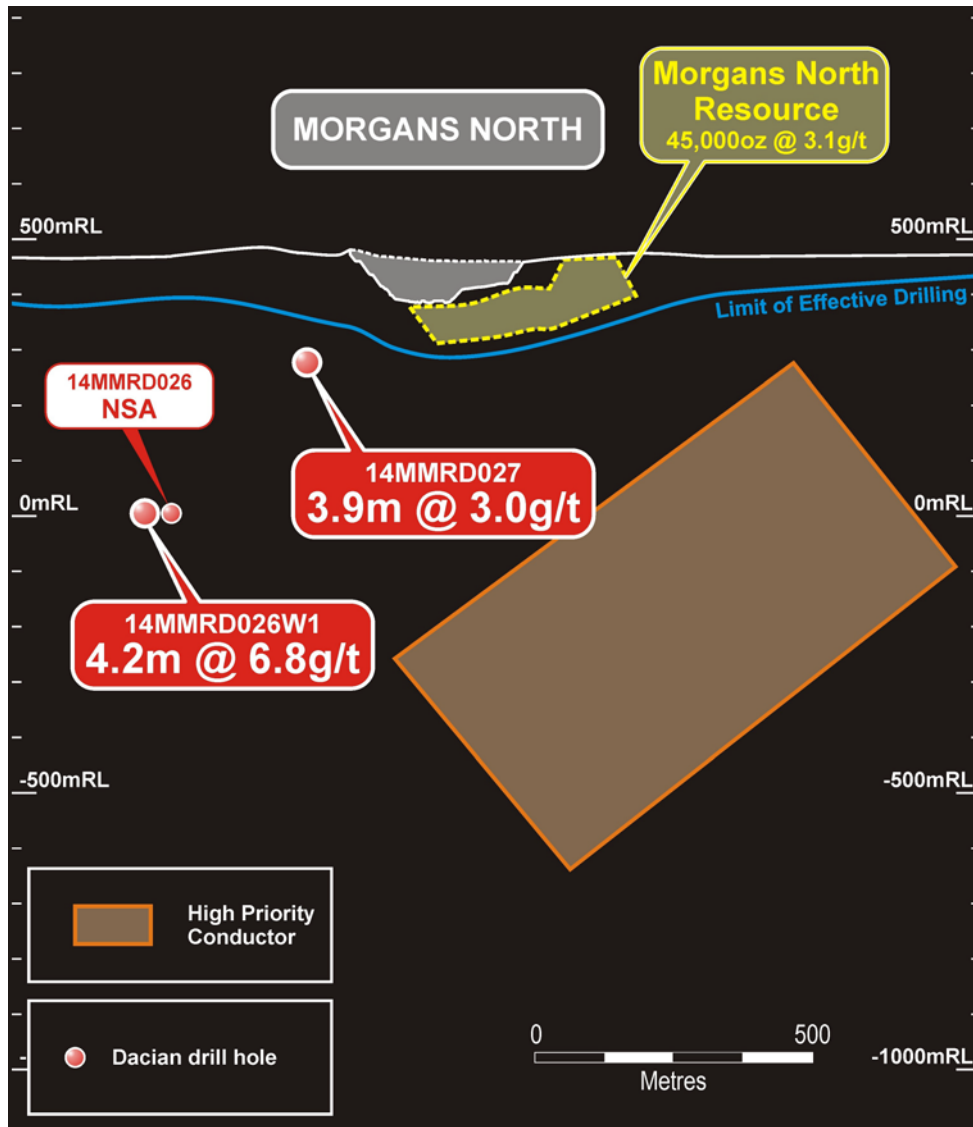 Morgans North
Resource
45,000oz @ 3.1g/t
MORGANS NORTH
500mRL
500mRL
Limit of Effective Drilling
14MMRD026
NSA
14MMRD027
3.9m @ 3.0g/t
0mRL
0mRL
14MMRD026W1
4.2m @ 6.8g/t
-500mRL
-500mRL
High Priority
Conductor
Dacian drill hole
0
500
Metres
-1000mRL